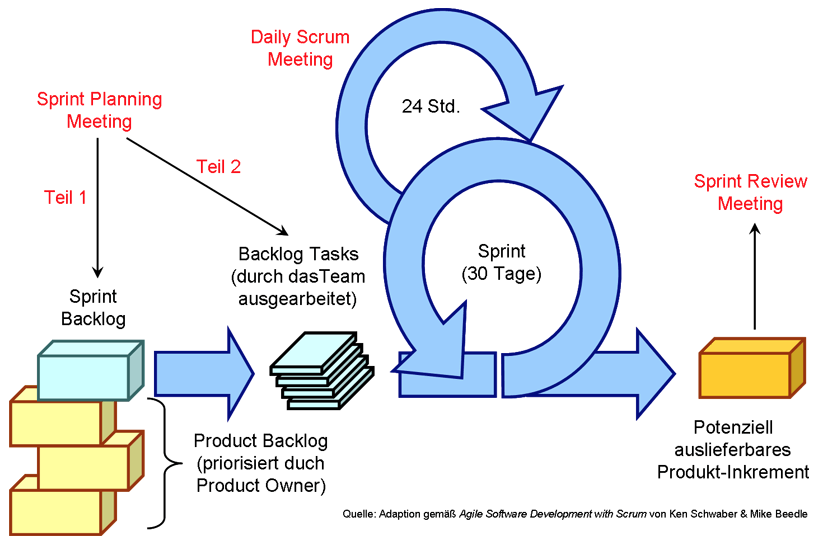 Daily Scrum
Meeting
24 Std.
Sprint Planning
Meeting
Teil 1
Teil 2
Sprint Review
Meeting
Backlog Tasks
(durch dasTeam
ausgearbeitet)
Sprint
(30 Tage)
Sprint
Backlog
Product Backlog
(priorisiert duch
Product Owner)
Potenziell
auslieferbares
Produkt-Inkrement
Quelle: Adaption gemäß Agile Software Development with Scrum von Ken Schwaber & Mike Beedle